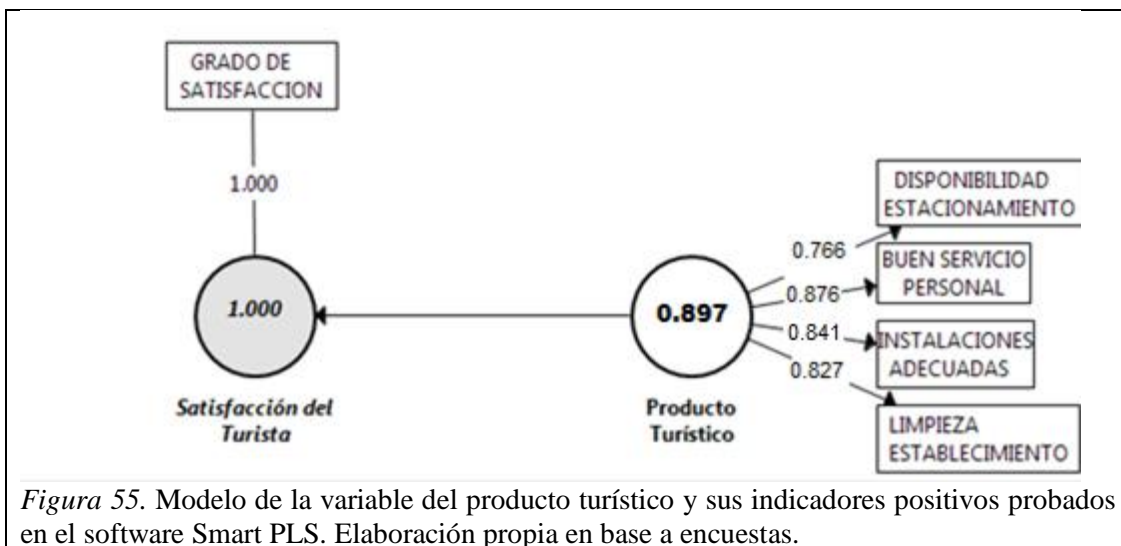 GRADO DE
SATISFACCION
1.000
1.000
Satisfacción del
Turista
0.897
Producto
Turístico
0.766
0.876
0.841
0.827
DISPONIBILIDAD
ESTACIONAMIENTO
BUEN SERVICIO
PERSONAL
INSTALACIONES
ADECUADAS
LIMPIEZA
ESTABLECIMIENTO
Figura 55. Modelo de la variable del producto turístico y sus indicadores positivos probados
en el software Smart PLS. Elaboración propia en base a encuestas.